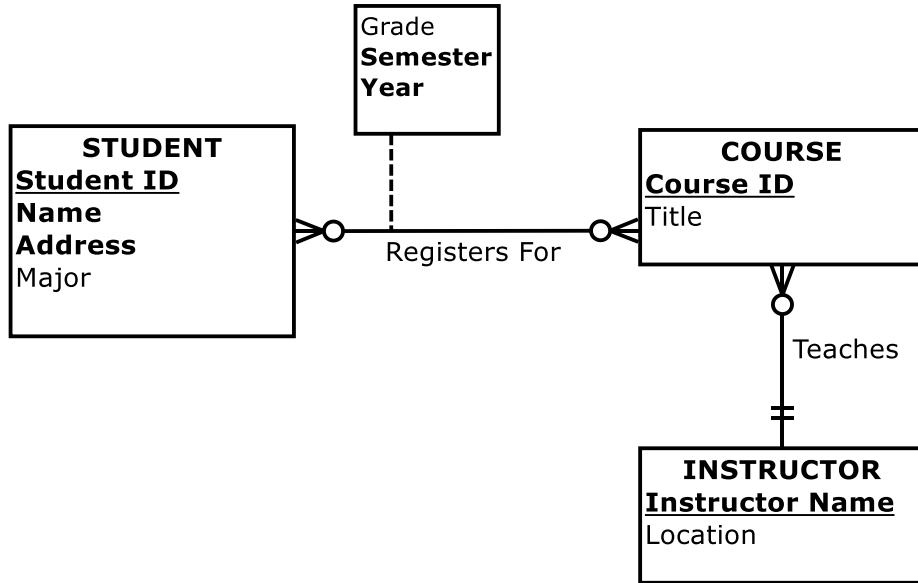 Grade
Semester
Year
STUDENT
Student ID
Name
Address
Major
Registers For
COURSE
Course ID
Title
Teaches
INSTRUCTOR
Instructor Name
Location